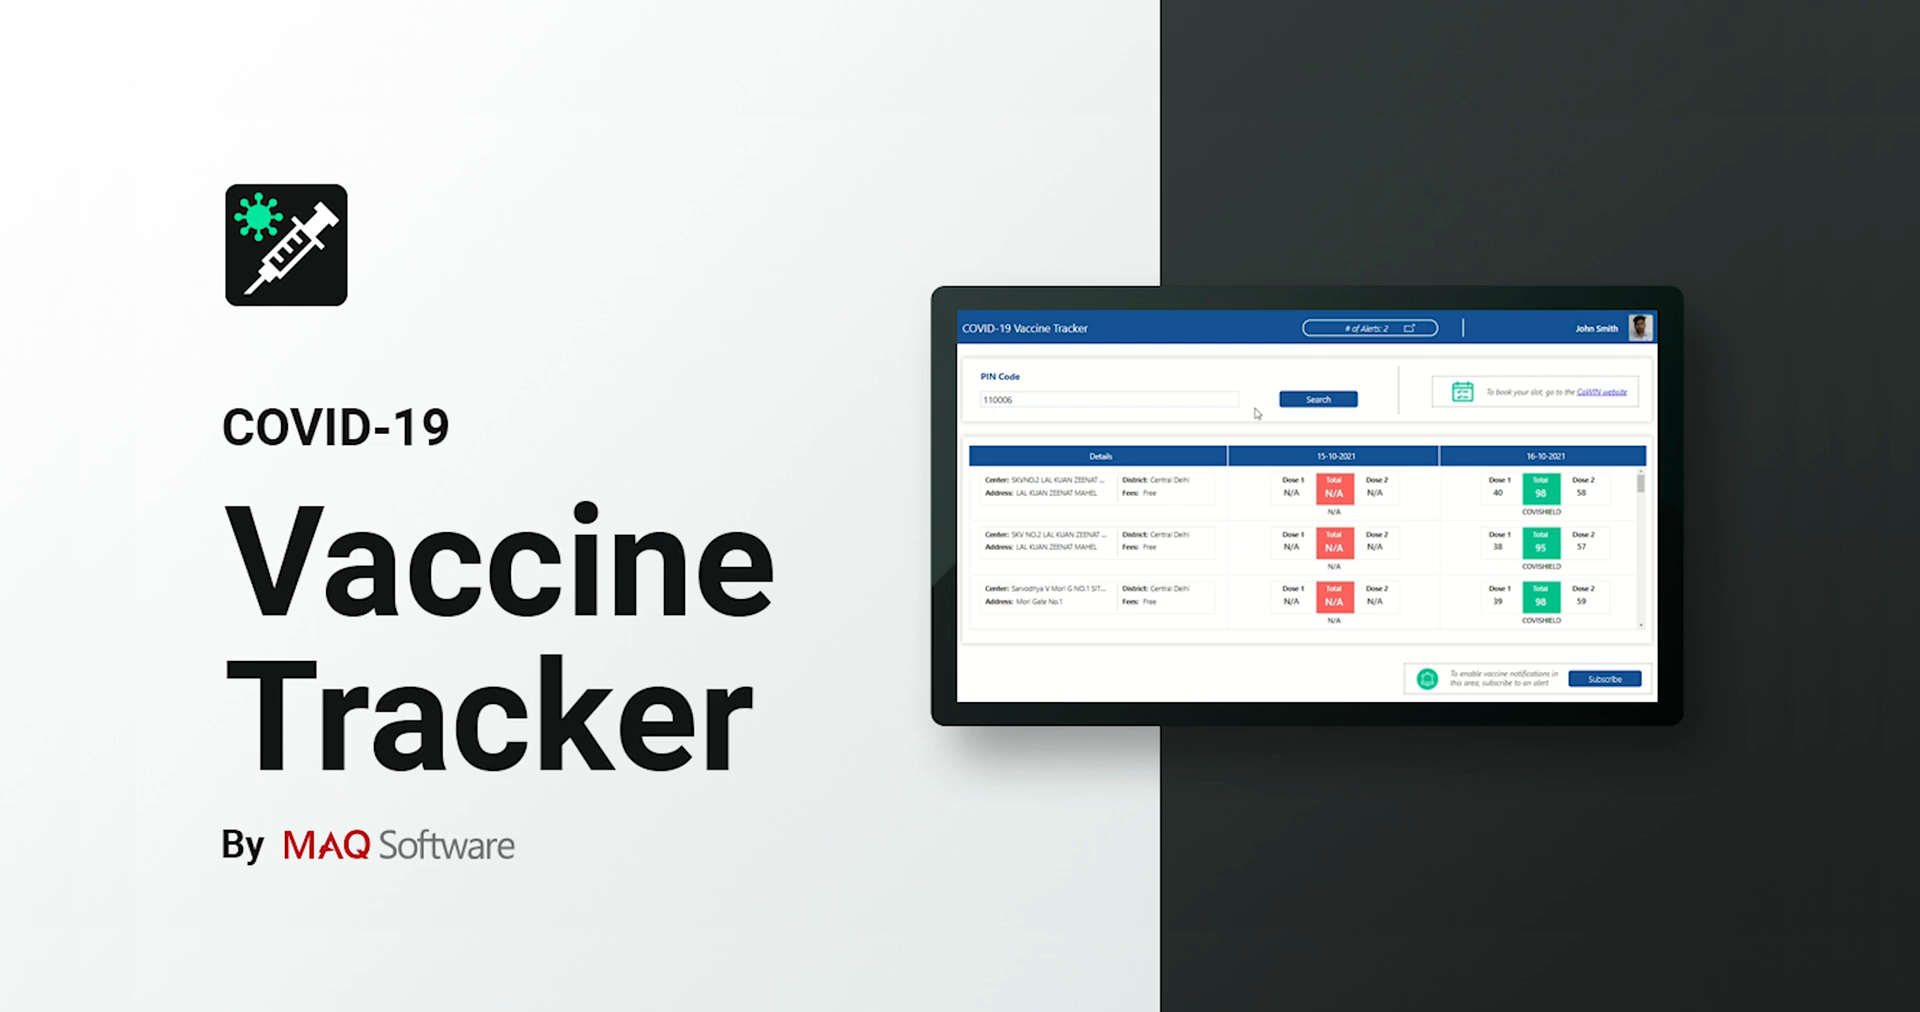 COVID-19
Vaccine
Tracker
By MAQ Software
COVID-19 Vaccine Tracker
# of Alerts: 2
John Smith
PIN Code
110006
Search
To book your slot, go to the CoWIN website
Details 15-10-2021 16-10-2021
Center: SKVNO.2 LAL KUAN ZEENAT ... District: Central Delhi Dose 1 Total Dose 2 Dose 1 Total Dose 2
Address: LAL KUAN ZEENAT MAHEL Fees: Free N/A N/A N/A 40 98 58
N/A COVISHIELD
Center: SKV NO.2 LAL KUAN ZEENAT ... District: Central Delhi Dose 1 Total Dose 2 Dose 1 Total Dose 2
Address: LAL KUAN ZEENAT MAHEL Fees: Free N/A N/A N/A 38 95 57
N/A COVISHIELD
Center: Sarvodhya V Mori G NO.1 SIT... District: Central Delhi Dose 1 Total Dose 2 Dose 1 Total Dose 2
Address: Mori Gate No.1 Fees: Free N/A N/A N/A 39 98 59
N/A COVISHIELD
To enable vaccine notifications in
this area, subscribe to an alert
Subscribe